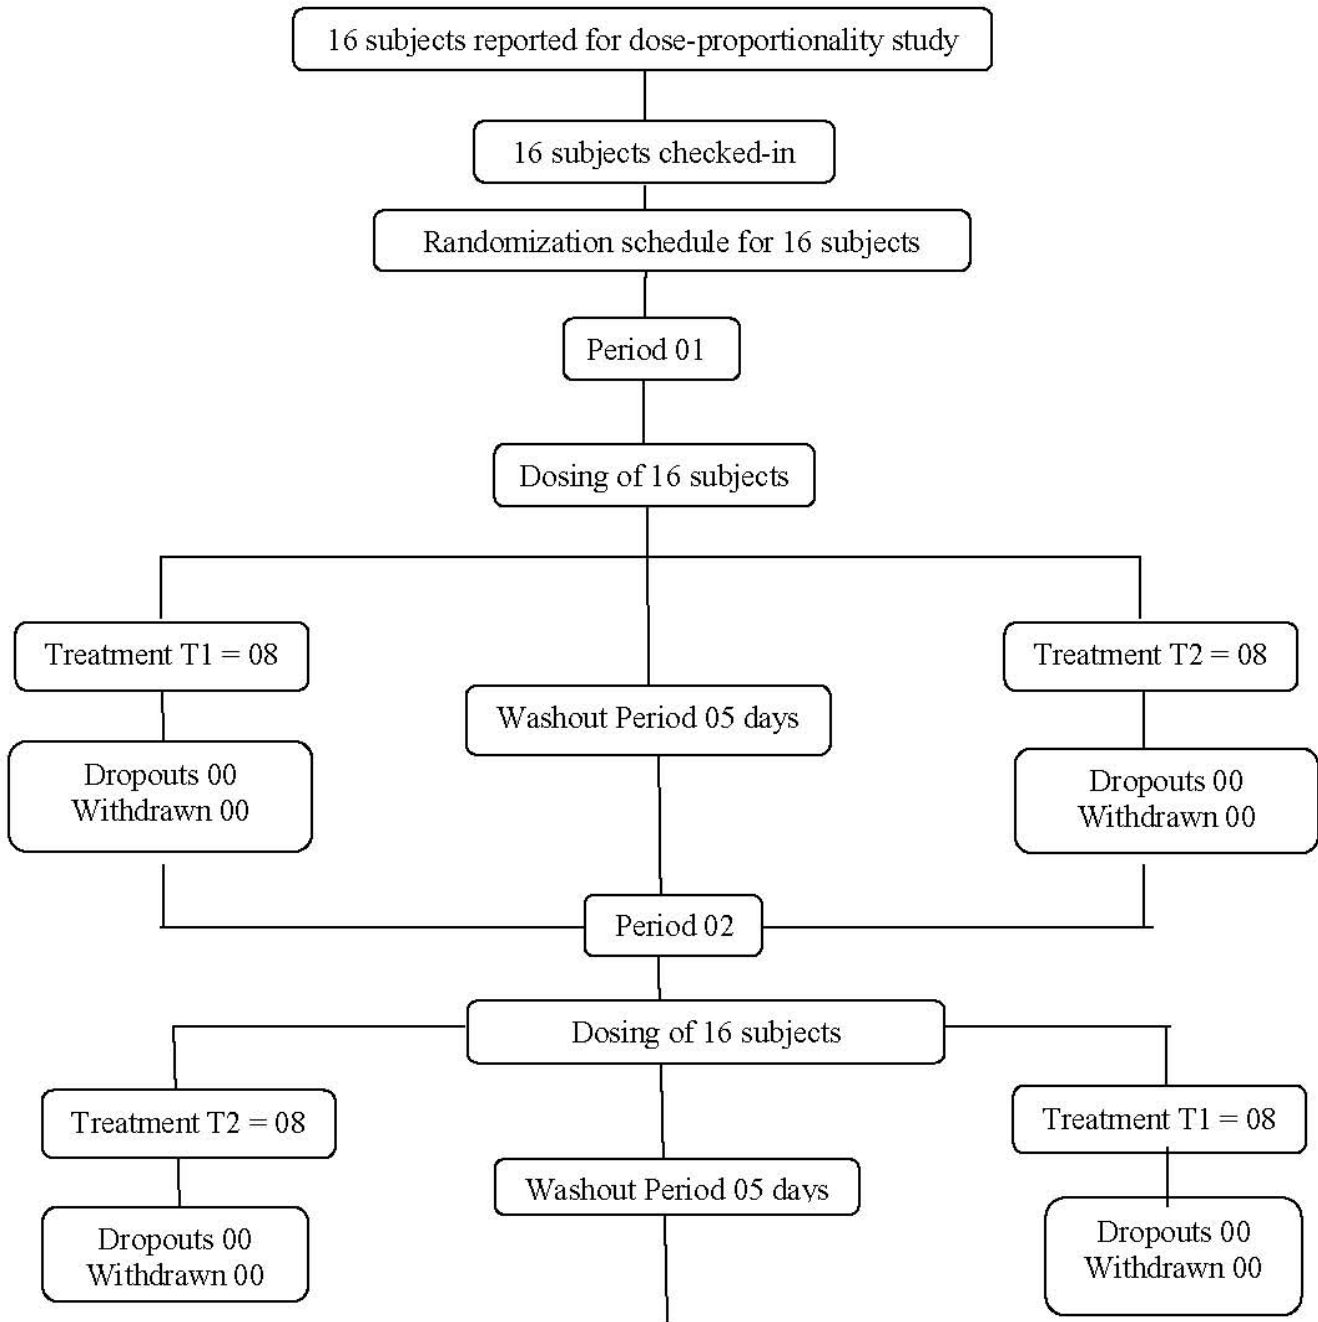 16 subjects reported for dose-proportionality study
16 subjects checked-in
Randomization schedule for 16 subjects
Period 01
Dosing of 16 subjects
Treatment T1 = 08
Treatment T2 = 08
Washout Period 05 days
Dropouts 00
Withdrawn 00
Dropouts 00
Withdrawn 00
Period 02
Dosing of 16 subjects
Treatment T2 = 08
Treatment T1 = 08
Washout Period 05 days
Dropouts 00
Withdrawn 00
Dropouts 00
Withdrawn 00